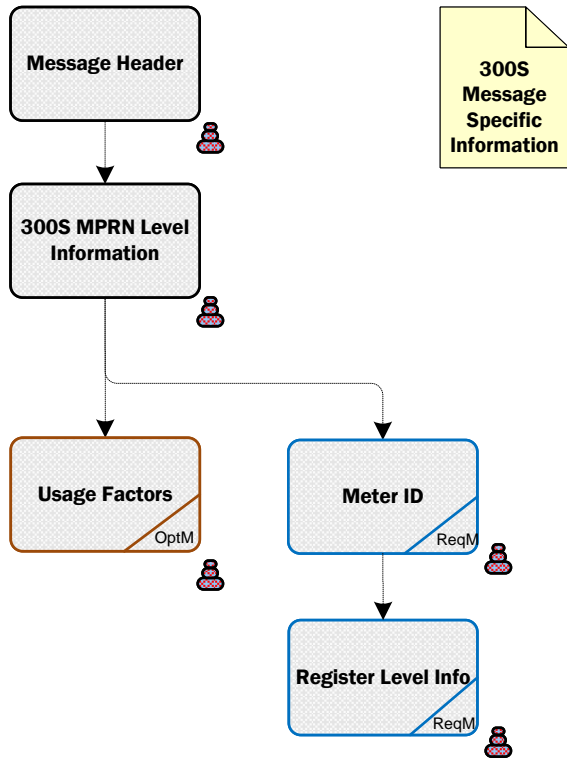 Message Header
300S
Message
Specific
Information
300S MPRN Level
Information
Usage Factors
OptM
Meter ID
ReqM
Register Level Info
ReqM